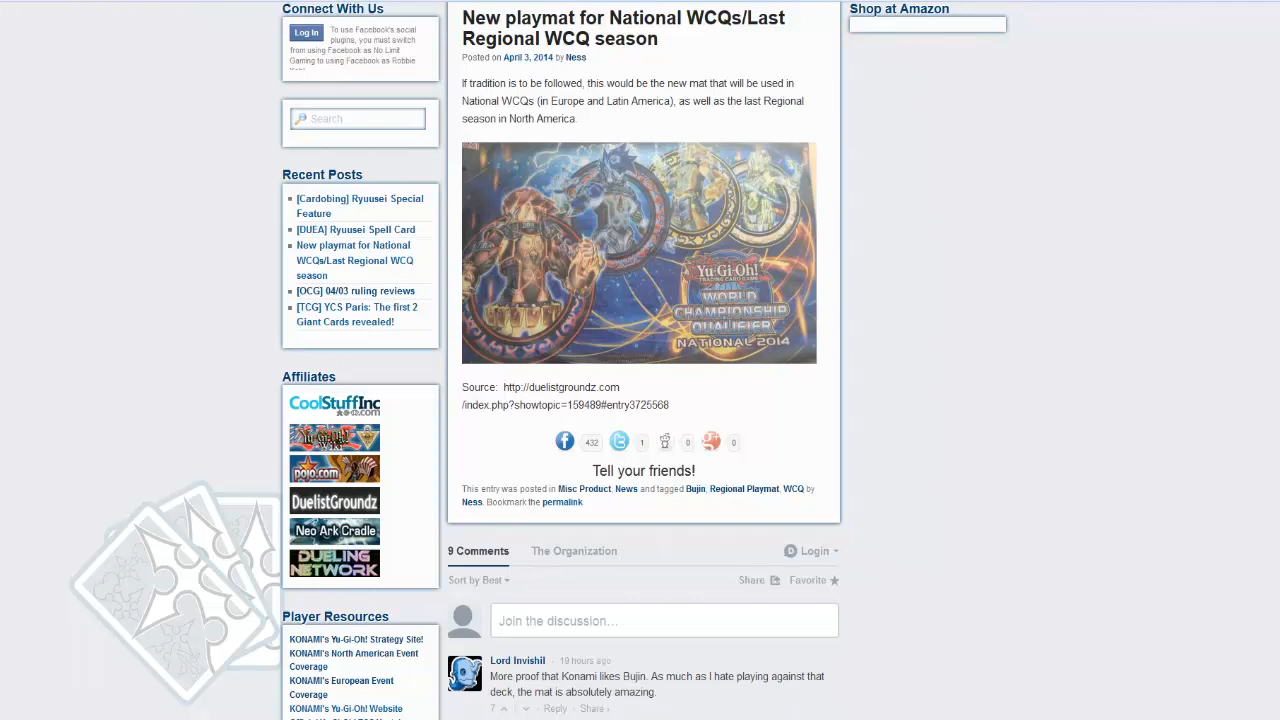 Connect With Us
Log In
To use Facebook's social
plugins, you must switch
from using Facebook as No Limit
Gaming to using Facebook as Robbie
Search
Recent Posts
[Cardobing] Ryuusei Special
Feature
[DUEA] Ryuusei Spell Card
New playmat for National
WCQs/Last Regional WCQ
season
[OCG] 04/03 ruling reviews
[TCG] YCS Paris: The first 2
Giant Cards revealed!
Affiliates
CoolStuffInc
.com
Yu-Gi-Oh!
WIKI
pojo.com
DuelistGroundz
Neo Ark Cradle
DUELING
NETWORK
Player Resources
KONAMI's Yu-Gi-Oh! Strategy Site!
KONAMI's North American Event
Coverage
KONAMI's European Event
Coverage
KONAMI's Yu-Gi-Oh! Website
New playmat for National WCQs/Last
Regional WCQ season
Posted on April 3, 2014 by Ness
If tradition is to be followed, this would be the new mat that will be used in
National WCQs (in Europe and Latin America), as well as the last Regional
season in North America.
KONAMI
Yu-Gi-Oh!
TRADING CARD GAME
WORLD
CHAMPIONSHIP
QUALIFIER
NATIONAL 2014
Source: http://duelistgroundz.com
/index.php?showtopic=159489#entry3725568
432 1 0 0
Tell your friends!
This entry was posted in Misc Product, News and tagged Bujin, Regional Playmat, WCQ by
Ness. Bookmark the permalink.
9 Comments The Organization Login
Sort by Best Share Favorite
Join the discussion…
Lord Invishil · 19 hours ago
More proof that Konami likes Bujin. As much as I hate playing against that
deck, the mat is absolutely amazing.
7 Reply Share ›
Shop at Amazon